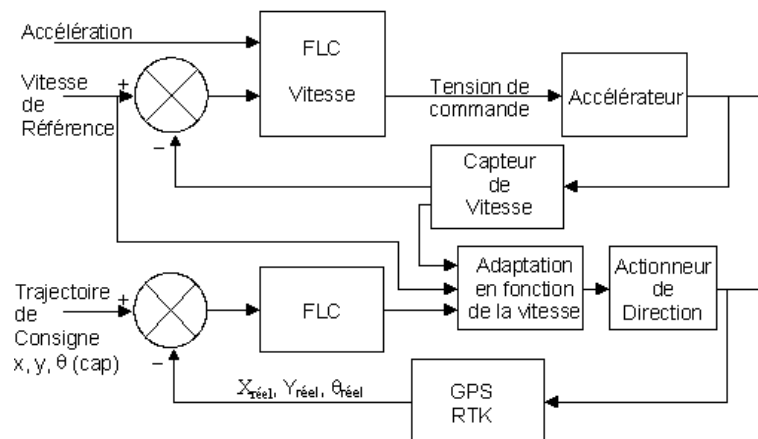 Accélération
Vitesse
de
Référence
+
−
FLC
Vitesse
Tension de
commande
Accélérateur
Capteur
de
Vitesse
Trajectoire
de
Consigne
x, y, θ (cap)
+
−
FLC
Adaptation
en fonction
de la vitesse
Actionneur
de
Direction
Xréel, Yréel, θréel
GPS
RTK